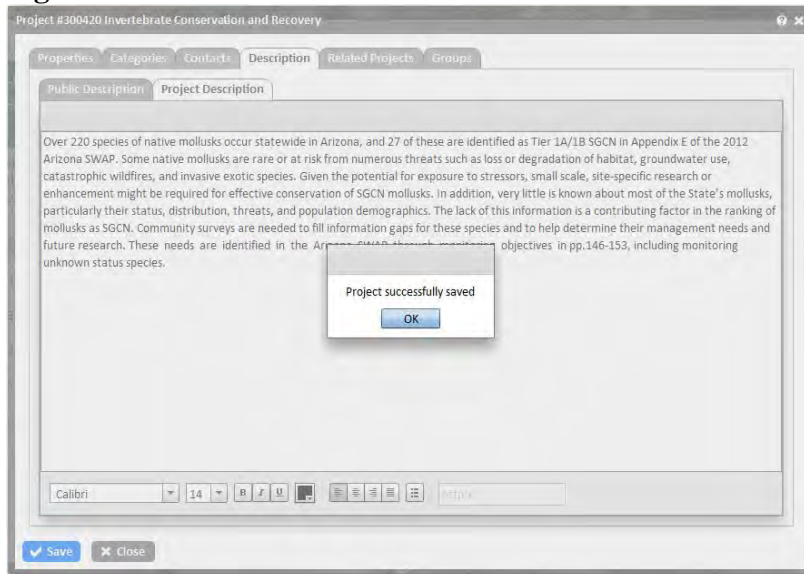 Project #300420 Invertebrate Conservation and Recovery
Properties Categories Contacts Description Related Projects Groups
Public Description Project Description
Over 220 species of native mollusks occur statewide in Arizona, and 27 of these are identified as Tier 1A/1B SGCN in Appendix E of the 2012
Arizona SWAP. Some native mollusks are rare or at risk from numerous threats such as loss or degradation of habitat, groundwater use,
catastrophic wildfires, and invasive exotic species. Given the potential for exposure to stressors, small scale, site-specific research or
enhancement might be required for effective conservation of SGCN mollusks. In addition, very little is known about most of the State's mollusks,
particularly their status, distribution, threats, and population demographics. The lack of this information is a contributing factor in the ranking of
mollusks as SGCN. Community surveys are needed to fill information gaps for these species and to help determine their management needs and
future research. These needs are identified in the Arizona SWAP through monitoring objectives in pp.146-153, including monitoring
unknown status species.
Project successfully saved
OK
Calibri 14 B I U
Save Close